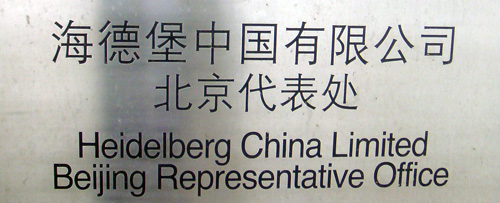 海德堡中国有限公司
北京代表处
Heidelberg China Limited
Beijing Representative Office